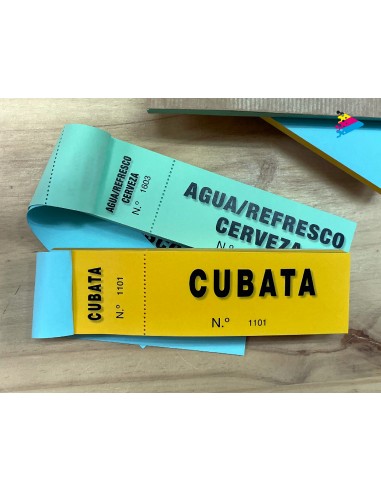 AGUA/REFRESCO
CERVEZA
N.º 1603
AGUA/REFRESCO
CERVEZA
N.º
CUBATA
N.º 1101
CUBATA
N.º 1101